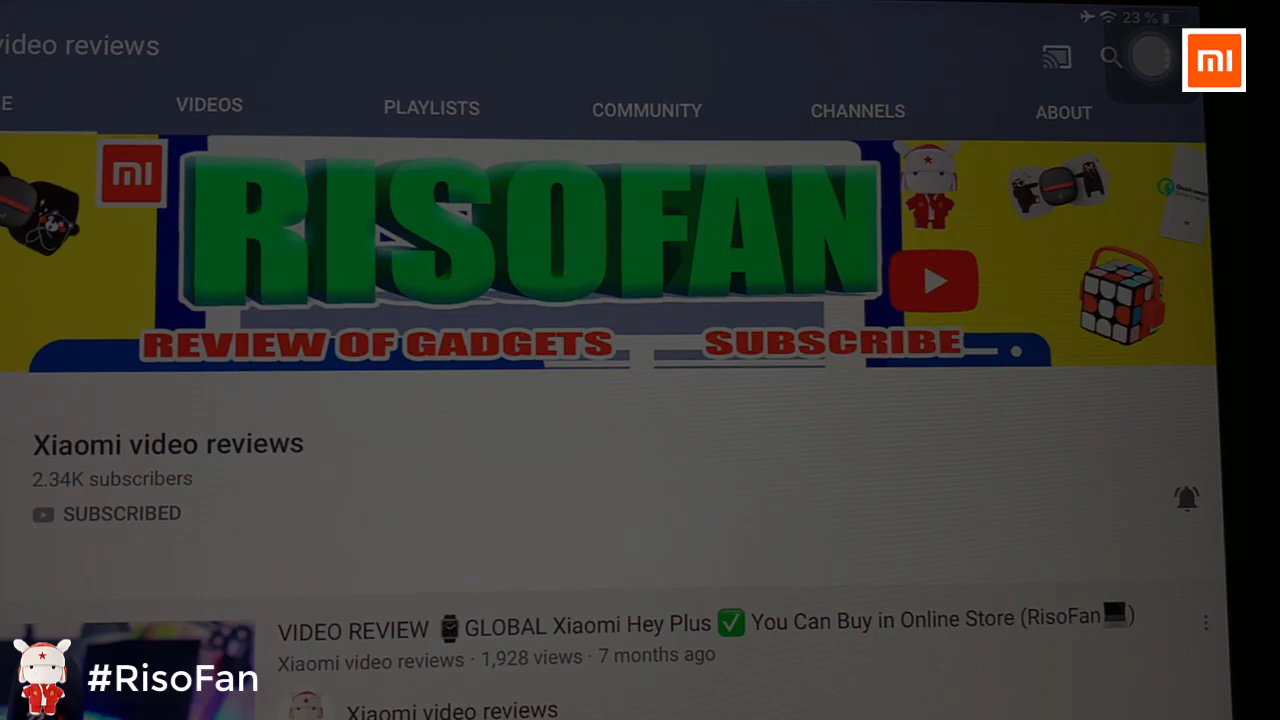 23 %
video reviews
mi
E VIDEOS PLAYLISTS COMMUNITY CHANNELS ABOUT
mi
RISOFAN
REVIEW OF GADGETS SUBSCRIBE
Xiaomi video reviews
2.34K subscribers
SUBSCRIBED
VIDEO REVIEW ⌚ GLOBAL Xiaomi Hey Plus ✅ You Can Buy in Online Store (RisoFan💻)
Xiaomi video reviews · 1,928 views · 7 months ago
Xiaomi video reviews
#RisoFan